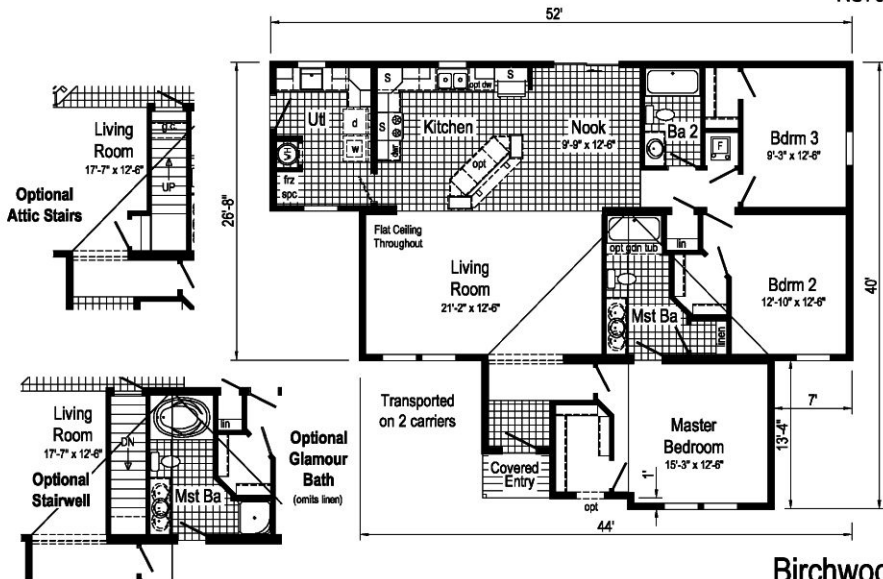 52'
Living
Room
17'-7" x 12'-6"
Optional
Attic Stairs
g.c.
UP
26'-8"
Utl
d
w
WH
frz
spc
S
S
S
opt dw
S
Kitchen
opt
Nook
9'-9" x 12'-6"
Ba 2
F
Bdrm 3
9'-3" x 12'-6"
Flat Ceiling
Throughout
Living
Room
21'-2" x 12'-6"
opt gdn tub
lin
Mst Ba
linen
Bdrm 2
12'-10" x 12'-6"
40'
Transported
on 2 carriers
Covered
Entry
opt
Master
Bedroom
15'-3" x 12'-6"
1'
13'-4"
7'
44'
Living
Room
17'-7" x 12'-6"
Optional
Stairwell
DN
Mst Ba
lin
Optional
Glamour
Bath
(omits linen)